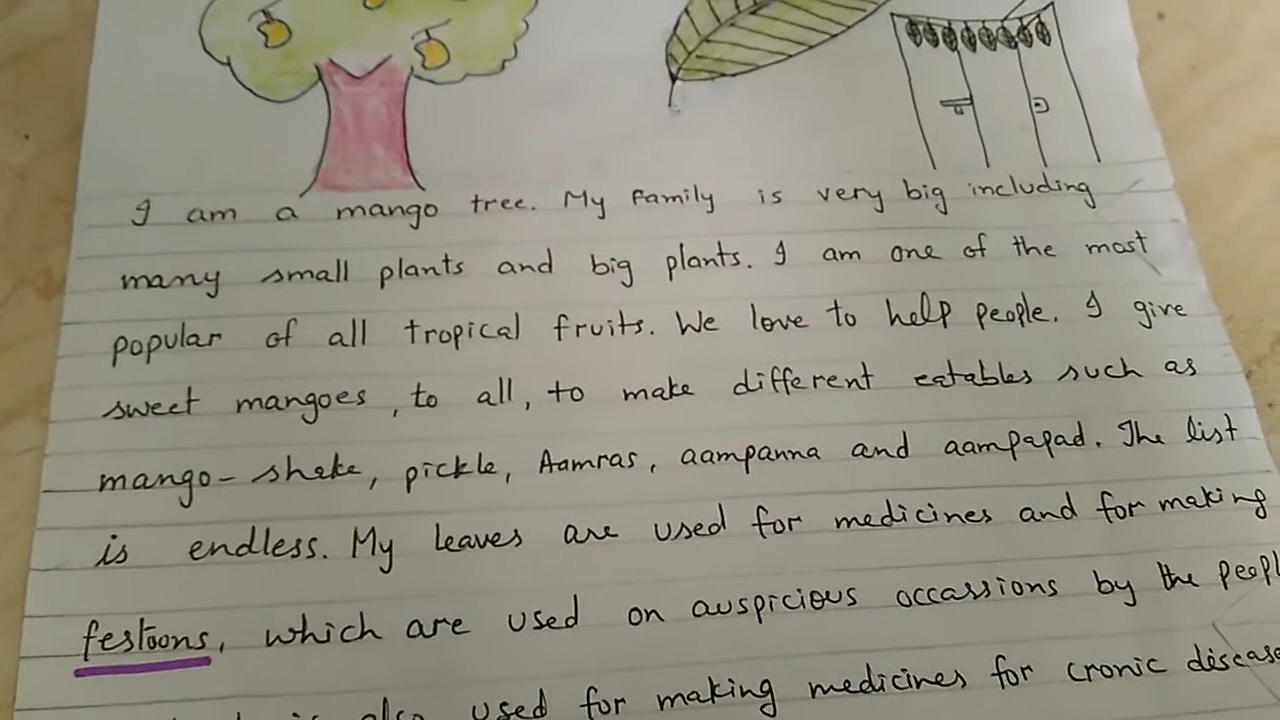 I am a mango tree. My family is very big including
many small plants and big plants. I am one of the most
popular of all tropical fruits. We love to help people. I give
sweet mangoes, to all, to make different eatables such as
mango- shake, pickle, Aamras, aampanna and aampapad. The list
is endless. My leaves are used for medicines and for making
festoons, which are used on auspicious occassions by the peopl
is also used for making medicines for cronic disease